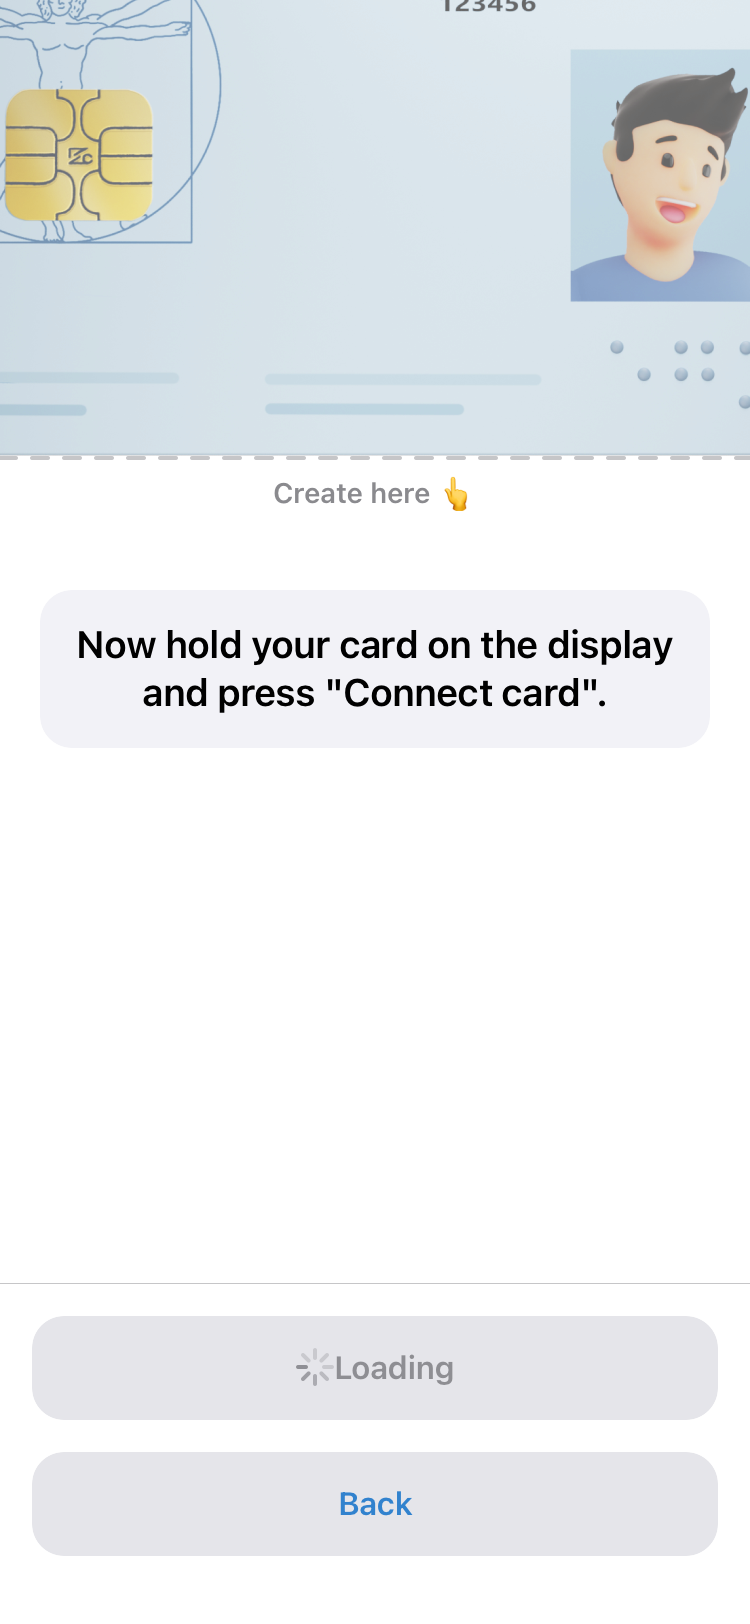 123456
Create here 👆
Now hold your card on the display
and press "Connect card".
Loading
Back